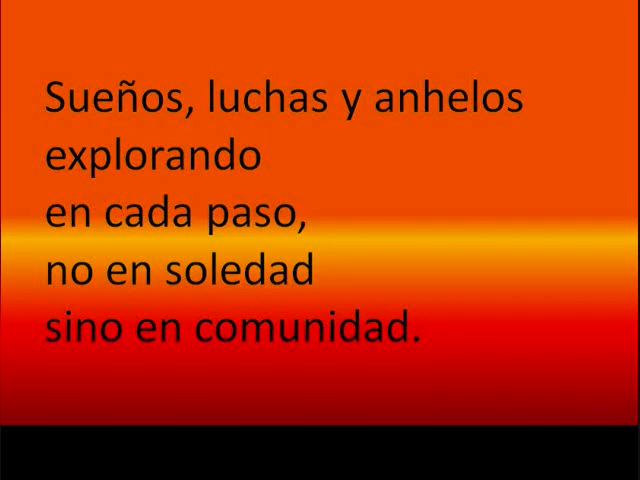 Sueños, luchas y anhelos
explorando
en cada paso,
no en soledad
sino en comunidad.